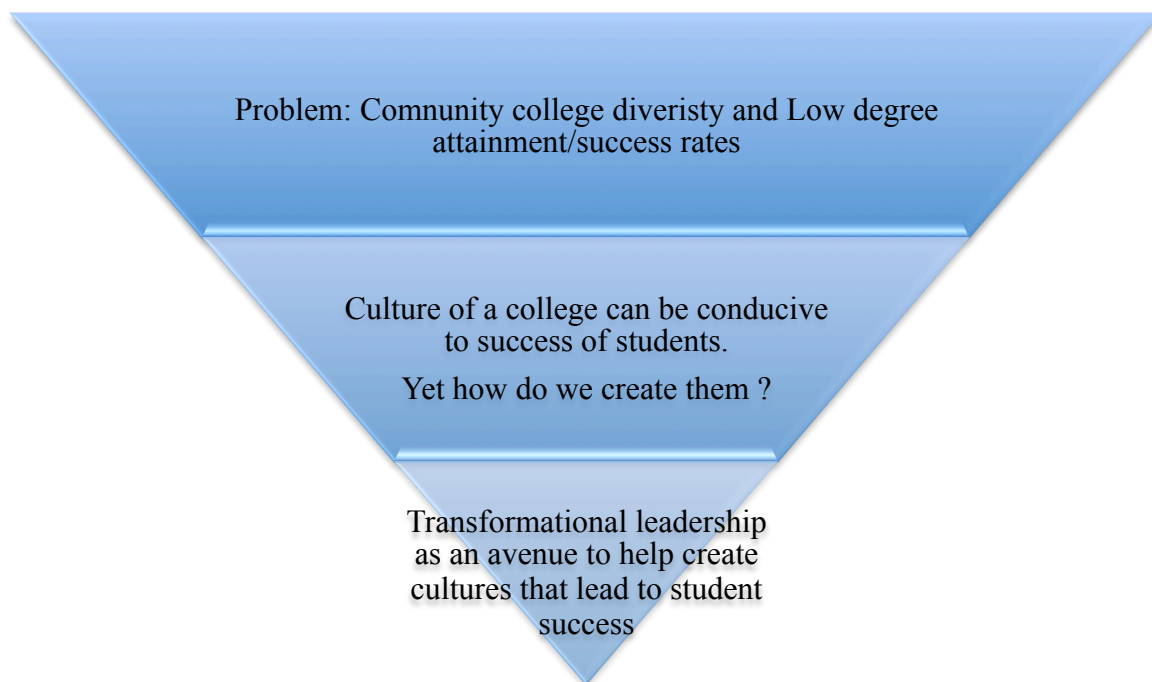 Problem: Comnunity college diveristy and Low degree
attainment/success rates
Culture of a college can be conducive
to success of students.
Yet how do we create them ?
Transformational leadership
as an avenue to help create
cultures that lead to student
success